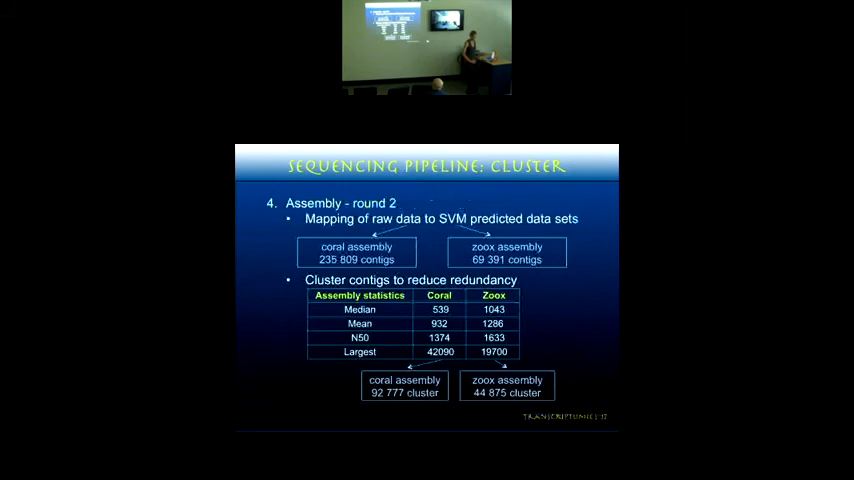 SEQUENCING PIPELINE: CLUSTER
4. Assembly - round 2
• Mapping of raw data to SVM predicted data sets
coral assembly
235 809 contigs
zoox assembly
69 391 contigs
• Cluster contigs to reduce redundancy
Assembly statistics Coral Zoox
Median 539 1043
Mean 932 1286
N50 1374 1633
Largest 42090 19700
coral assembly
92 777 cluster
zoox assembly
44 875 cluster